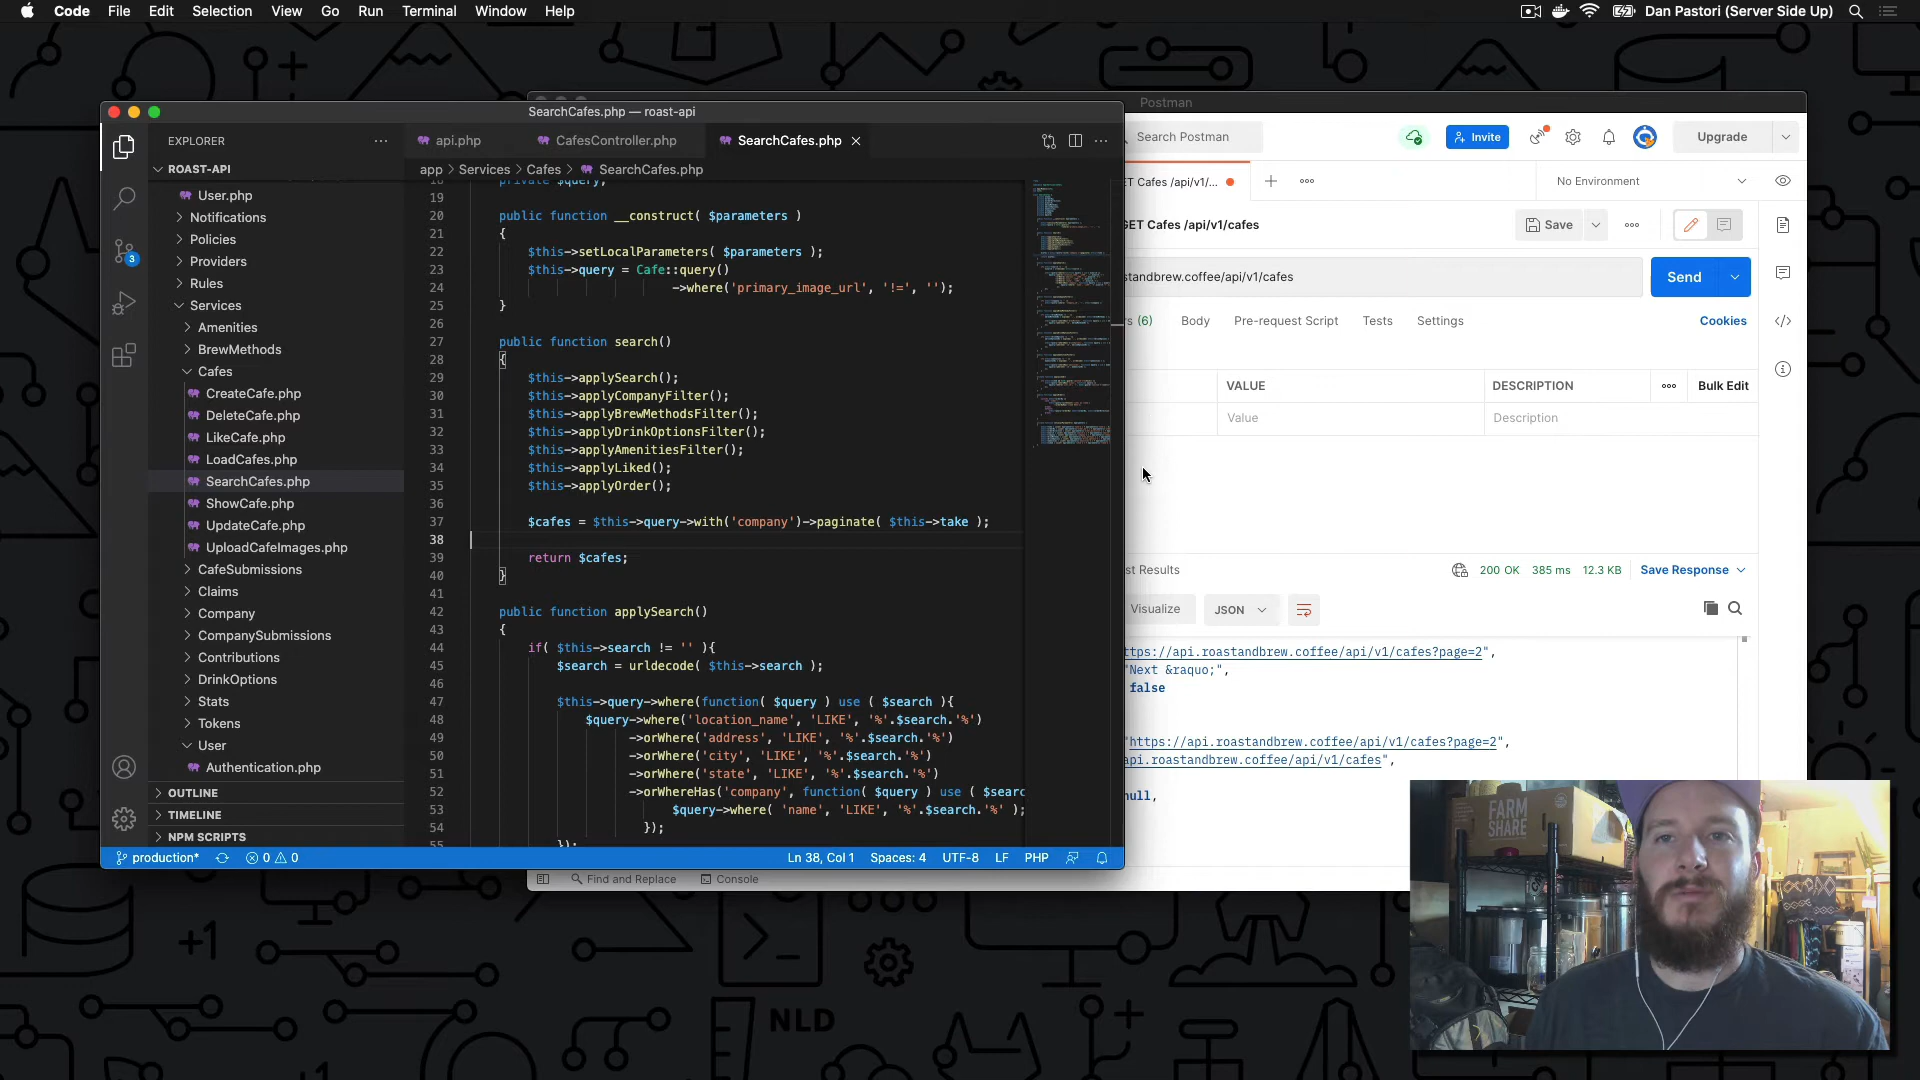 Code File Edit Selection View Go Run Terminal Window Help
Dan Pastori (Server Side Up)
SearchCafes.php — roast-api
EXPLORER
ROAST-API
User.php
Notifications
Policies
Providers
Rules
Services
Amenities
BrewMethods
Cafes
CreateCafe.php
DeleteCafe.php
LikeCafe.php
LoadCafes.php
SearchCafes.php
ShowCafe.php
UpdateCafe.php
UploadCafeImages.php
CafeSubmissions
Claims
Company
CompanySubmissions
Contributions
DrinkOptions
Stats
Tokens
User
Authentication.php
OUTLINE
TIMELINE
NPM SCRIPTS
3
api.php CafesController.php SearchCafes.php
app > Services > Cafes > SearchCafes.php
18 private $query;
19
20 public function __construct( $parameters )
21 {
22 $this->setLocalParameters( $parameters );
23 $this->query = Cafe::query()
24 ->where('primary_image_url', '!=', '');
25 }
26
27 public function search()
28 {
29 $this->applySearch();
30 $this->applyCompanyFilter();
31 $this->applyBrewMethodsFilter();
32 $this->applyDrinkOptionsFilter();
33 $this->applyAmenitiesFilter();
34 $this->applyLiked();
35 $this->applyOrder();
36
37 $cafes = $this->query->with('company')->paginate( $this->take );
38
39 return $cafes;
40 }
41
42 public function applySearch()
43 {
44 if( $this->search != '' ){
45 $search = urldecode( $this->search );
46
47 $this->query->where(function( $query ) use ( $search ){
48 $query->where('location_name', 'LIKE', '%'.$search.'%')
49 ->orWhere('address', 'LIKE', '%'.$search.'%')
50 ->orWhere('city', 'LIKE', '%'.$search.'%')
51 ->orWhere('state', 'LIKE', '%'.$search.'%')
52 ->orWhereHas('company', function( $query ) use ( $searc
53 $query->where( 'name', 'LIKE', '%'.$search.'%' );
54 });
55 });
production* 0 0 Ln 38, Col 1 Spaces: 4 UTF-8 LF PHP
Postman
Search Postman Invite Upgrade
ET Cafes /api/v1/... No Environment
GET Cafes /api/v1/cafes Save
standbrew.coffee/api/v1/cafes Send
rs (6) Body Pre-request Script Tests Settings Cookies
VALUE DESCRIPTION Bulk Edit
Value Description
st Results 200 OK 385 ms 12.3 KB Save Response
Visualize JSON
ttps://api.roastandbrew.coffee/api/v1/cafes?page=2",
"Next &raquo;",
false
"https://api.roastandbrew.coffee/api/v1/cafes?page=2",
api.roastandbrew.coffee/api/v1/cafes",
null,
Find and Replace Console
FARM
SHARE
+1
NLD